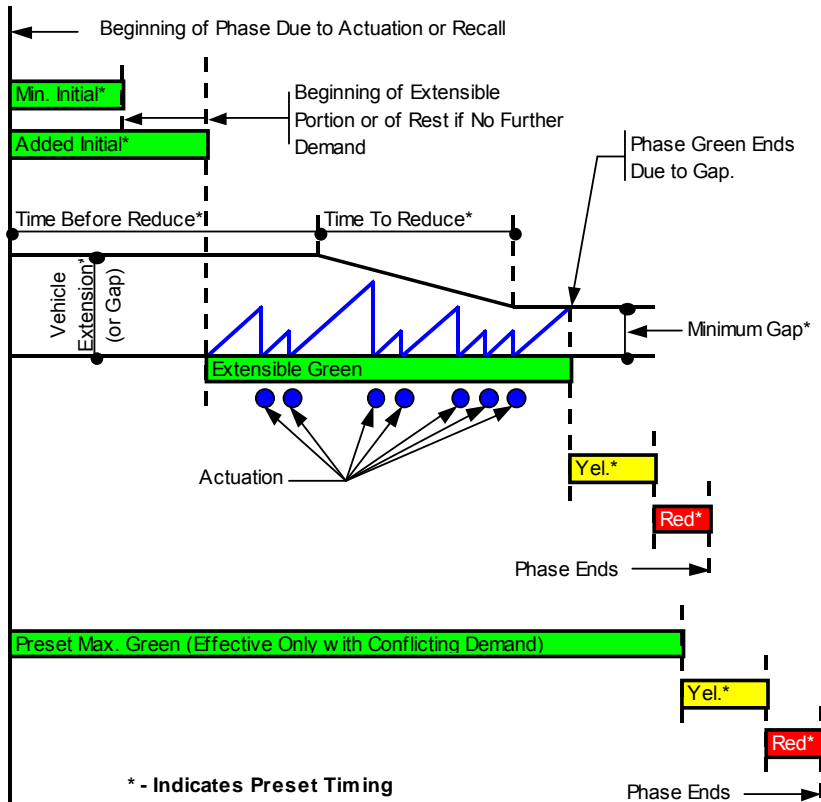 Beginning of Phase Due to Actuation or Recall
Min. Initial*
Added Initial*
Beginning of Extensible
Portion or of Rest if No Further
Demand
Phase Green Ends
Due to Gap.
Time Before Reduce*
Time To Reduce*
Vehicle
Extension*
(or Gap)
Minimum Gap*
Extensible Green
Actuation
Yel.*
Red*
Phase Ends
Preset Max. Green (Effective Only with Conflicting Demand)
Yel.*
Red*
* - Indicates Preset Timing
Phase Ends